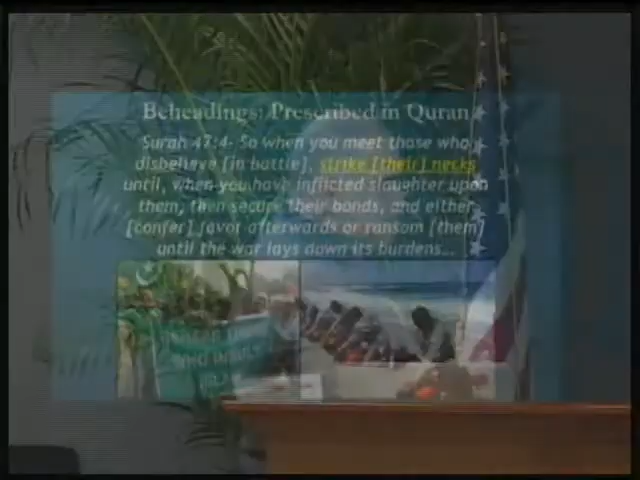 Beheadings: Prescribed in Quran
Surah 47:4- So when you meet those who
disbelieve [in battle], strike [their] necks
until, when you have inflicted slaughter upon
them, then secure their bonds, and either
[confer] favor afterwards or ransom [them]
until the war lays down its burdens...
WHO INSULT